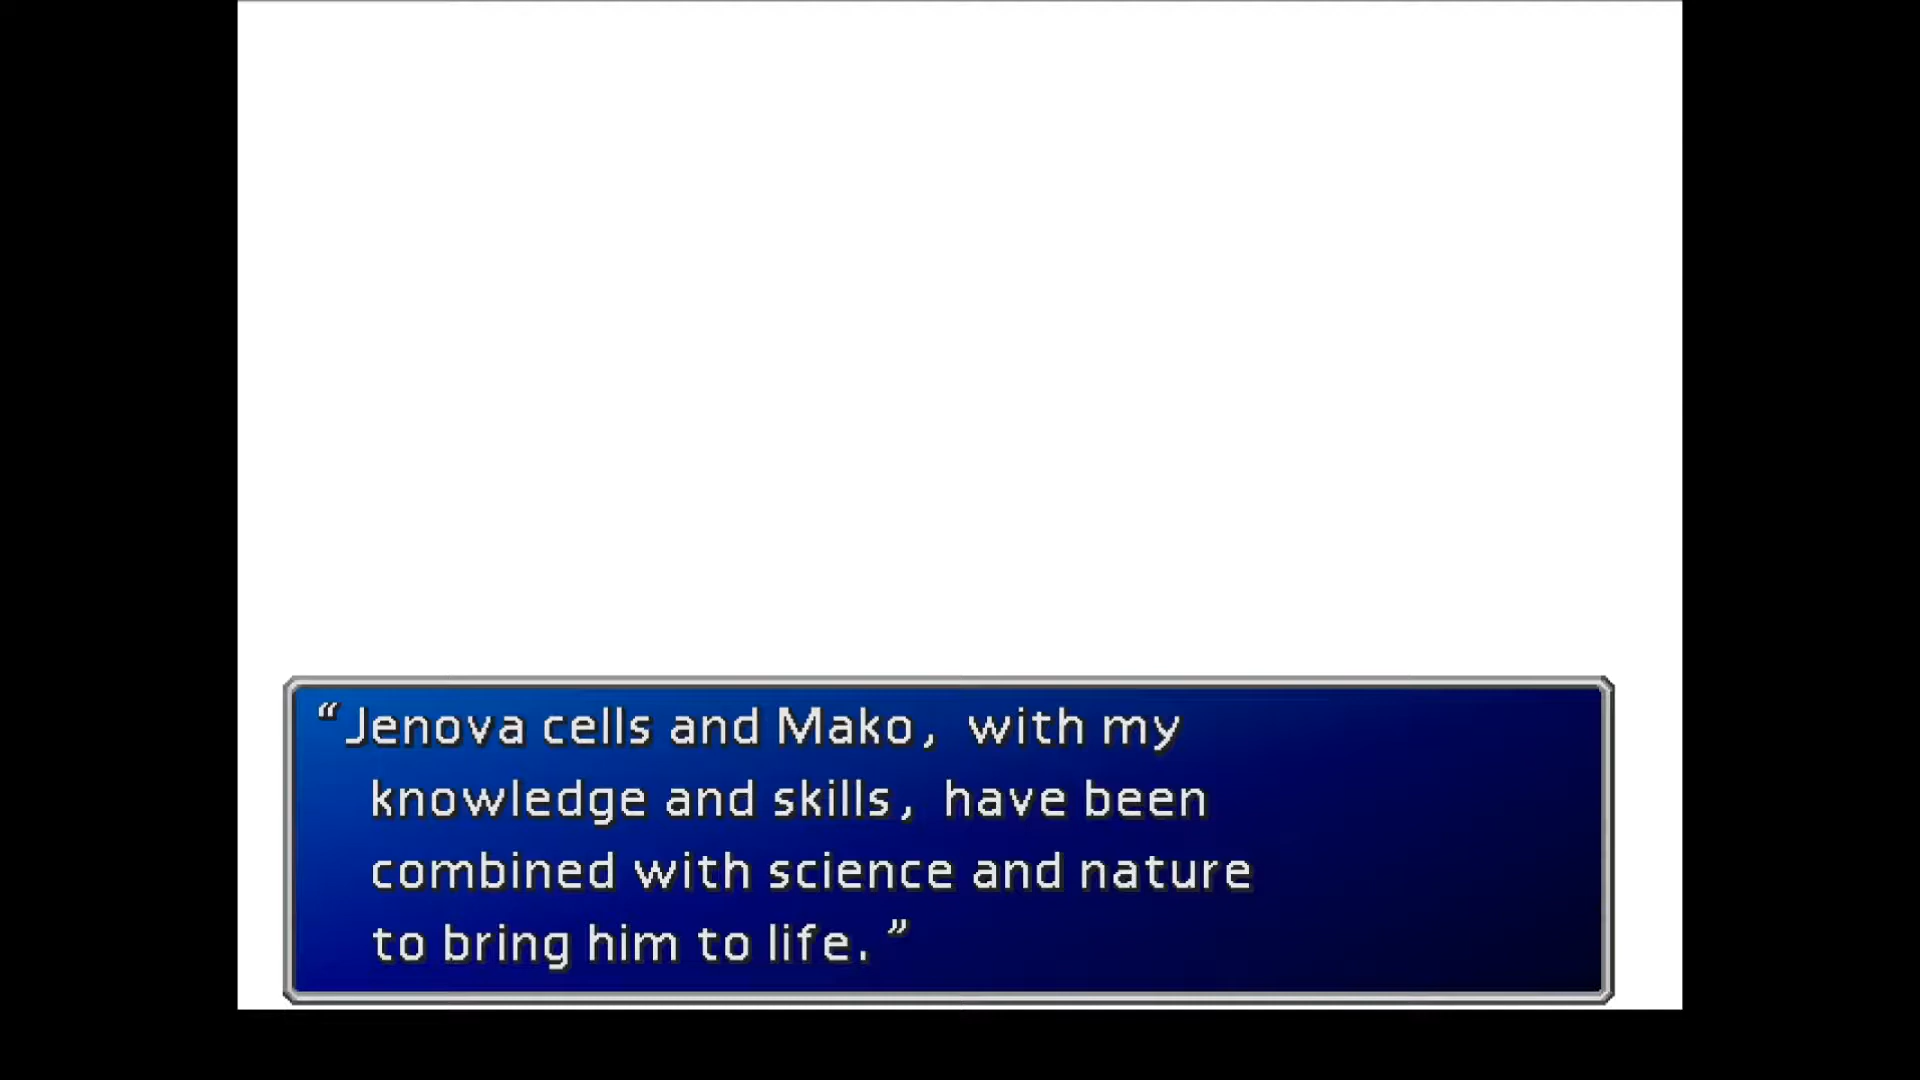 “Jenova cells and Mako, with my
knowledge and skills, have been
combined with science and nature
to bring him to life.”